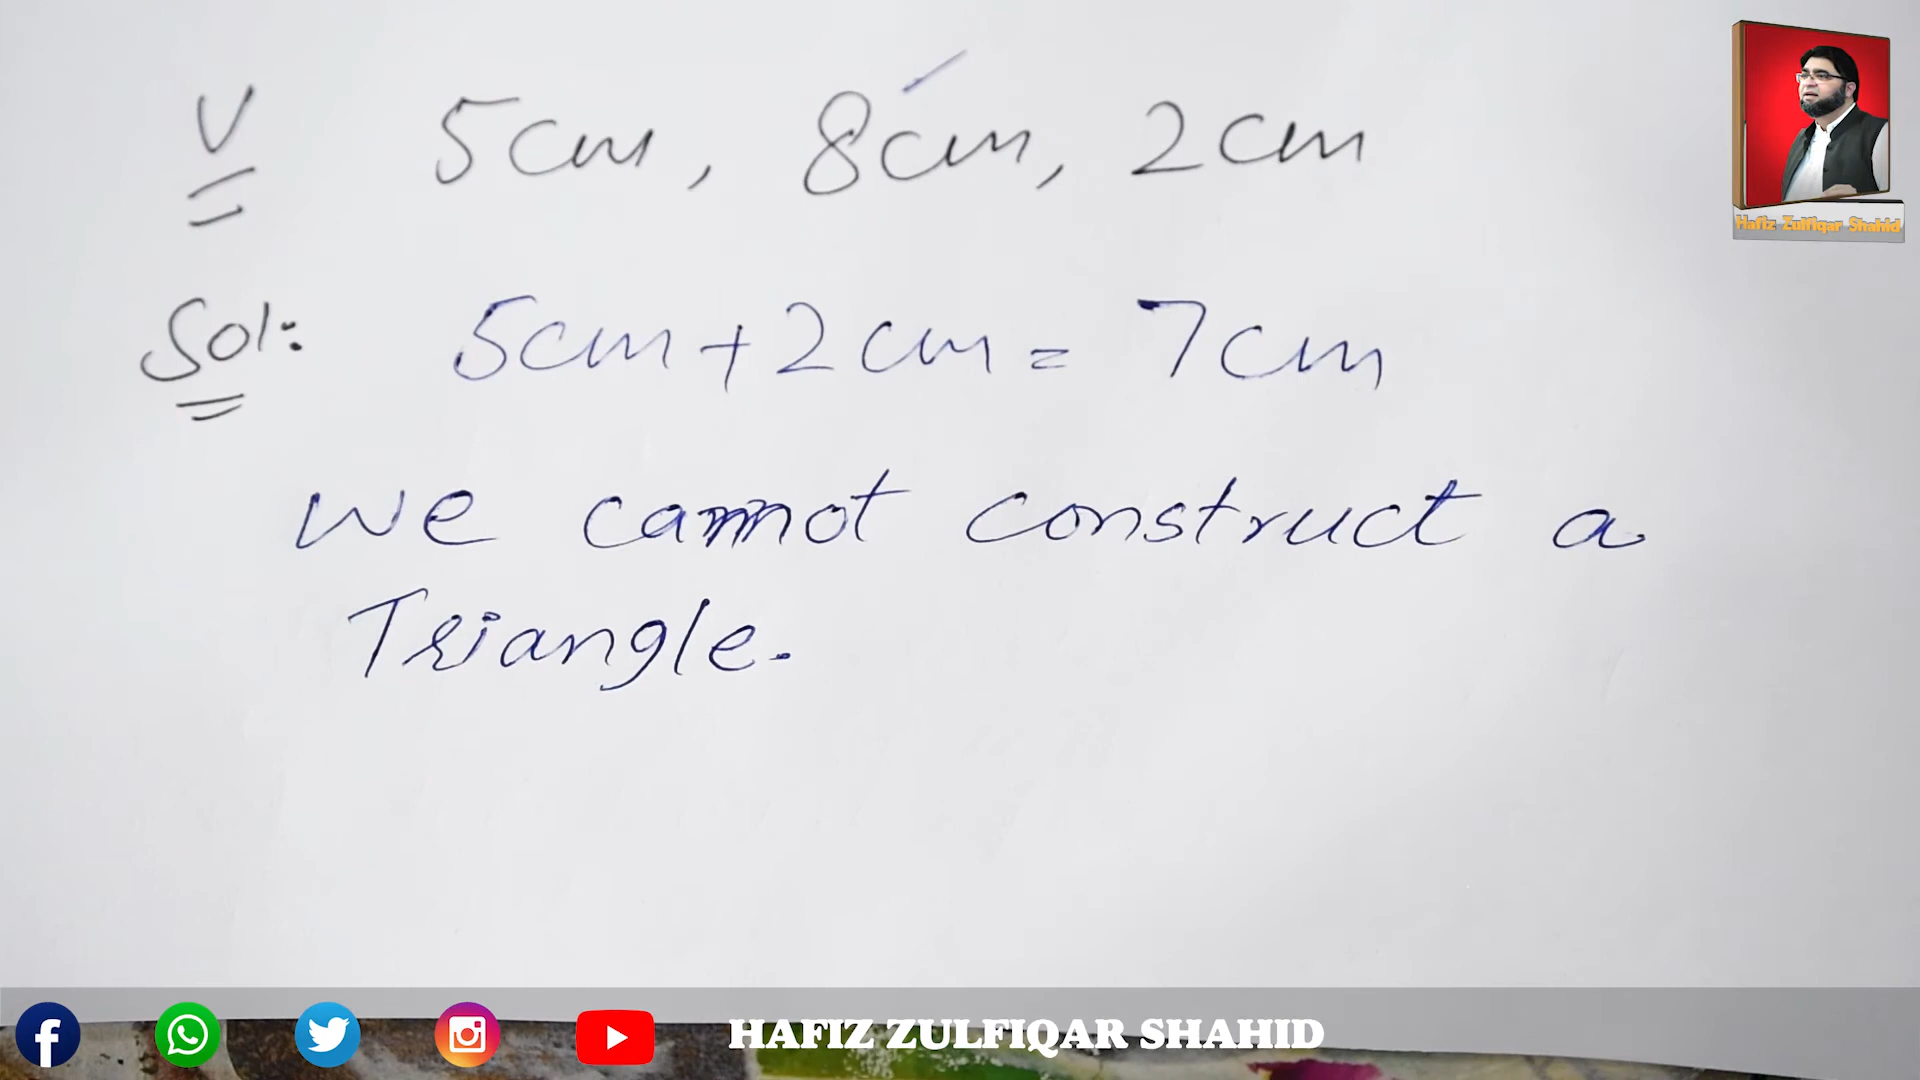 V 5cm, 8cm, 2cm
Sol: 5cm + 2cm = 7cm
We cannot construct a
Triangle.
Hafiz Zulfiqar Shahid
HAFIZ ZULFIQAR SHAHID